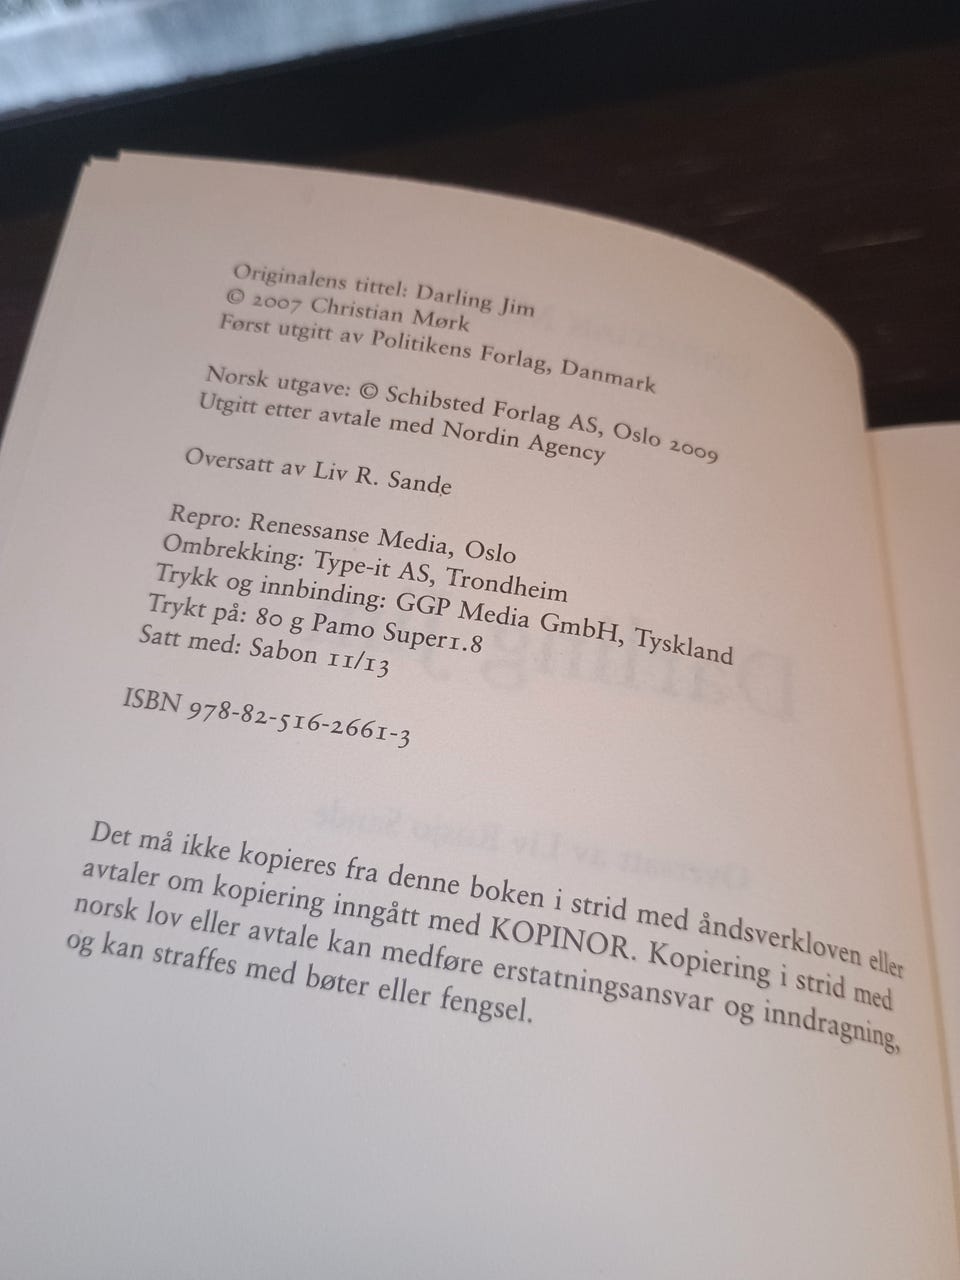 Originalens tittel: Darling Jim
© 2007 Christian Mørk
Først utgitt av Politikens Forlag, Danmark
Norsk utgave: © Schibsted Forlag AS, Oslo 2009
Utgitt etter avtale med Nordin Agency
Oversatt av Liv R. Sande
Repro: Renessanse Media, Oslo
Ombrekking: Type-it AS, Trondheim
Trykk og innbinding: GGP Media GmbH, Tyskland
Trykt på: 80 g Pamo Super1.8
Satt med: Sabon 11/13
ISBN 978-82-516-2661-3
Det må ikke kopieres fra denne boken i strid med åndsverkloven eller
avtaler om kopiering inngått med KOPINOR. Kopiering i strid med
norsk lov eller avtale kan medføre erstatningsansvar og inndragning,
og kan straffes med bøter eller fengsel.